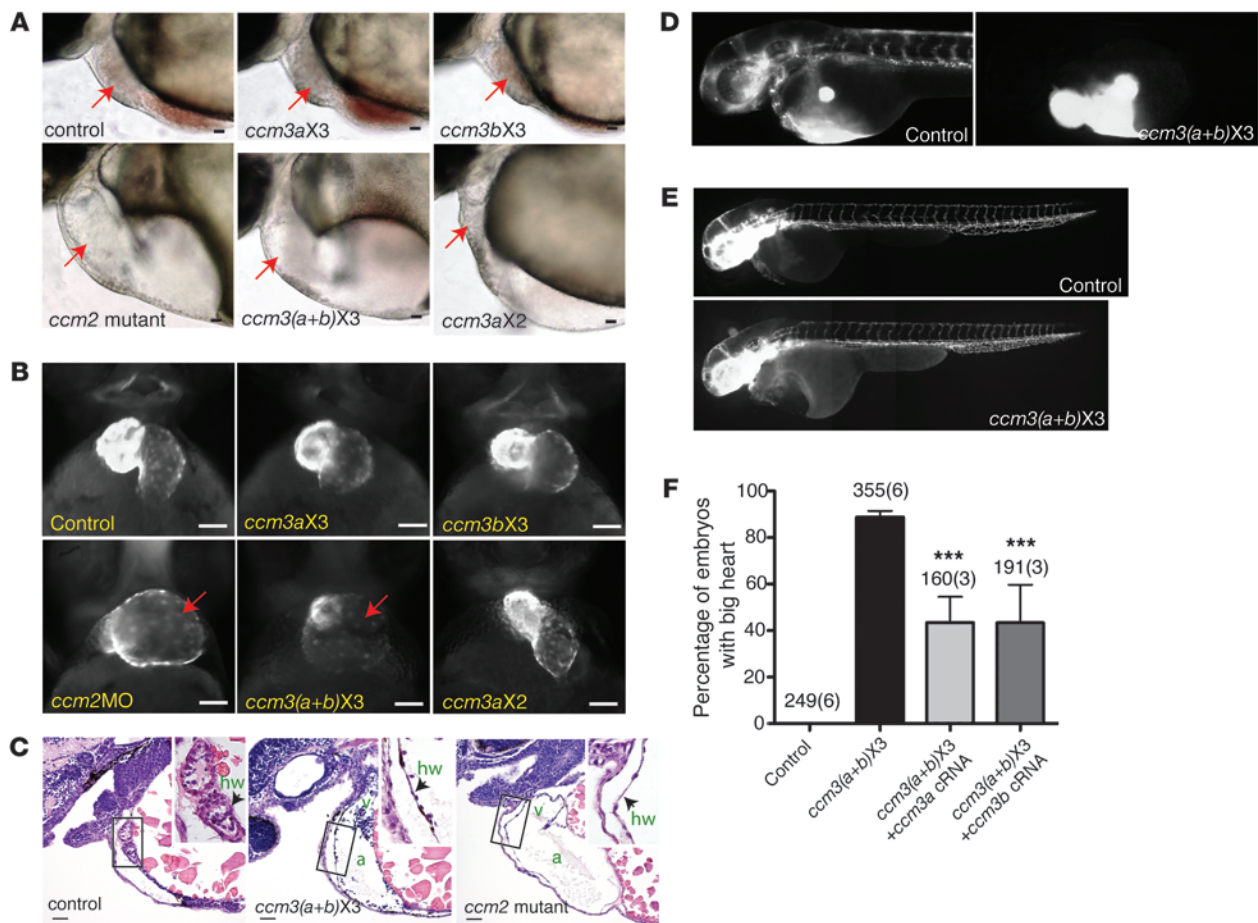 A
control
ccm3aX3
ccm3bX3
ccm2 mutant
ccm3(a+b)X3
ccm3aX2
B
Control
ccm3aX3
ccm3bX3
ccm2MO
ccm3(a+b)X3
ccm3aX2
C
hw
control
v
a
hw
ccm3(a+b)X3
v
a
hw
ccm2 mutant
D
Control
ccm3(a+b)X3
E
Control
ccm3(a+b)X3
F
Percentage of embryos
with big heart
100
80
60
40
20
0
249(6)
355(6)
***
160(3)
***
191(3)
Control
ccm3(a+b)X3
ccm3(a+b)X3
+ccm3a cRNA
ccm3(a+b)X3
+ccm3b cRNA